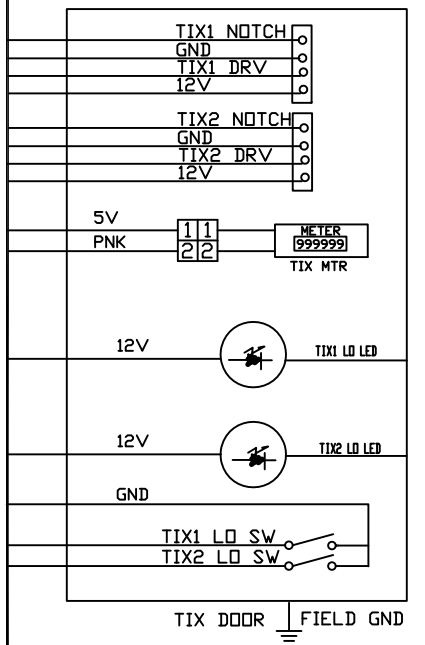 TIX1 NOTCH
GND
TIX1 DRV
12V
TIX2 NOTCH
GND
TIX2 DRV
12V
5V
PNK
1 1
2 2
METER
999999
TIX MTR
12V
TIX1 LO LED
12V
TIX2 LO LED
GND
TIX1 LO SW
TIX2 LO SW
TIX DOOR
FIELD GND